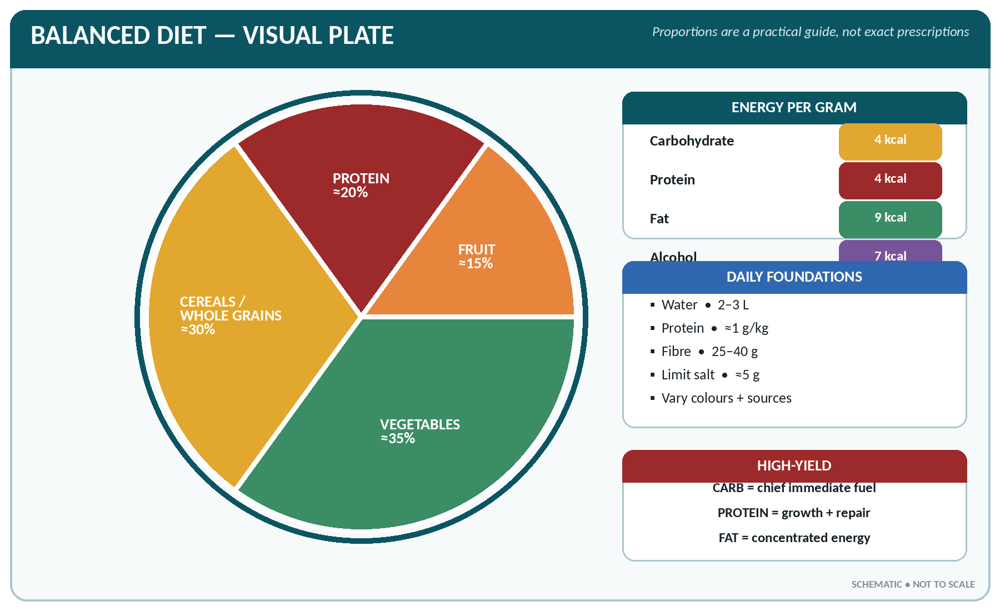 BALANCED DIET — VISUAL PLATE
Proportions are a practical guide, not exact prescriptions
PROTEIN
≈20%
FRUIT
≈15%
CEREALS /
WHOLE GRAINS
≈30%
VEGETABLES
≈35%
ENERGY PER GRAM
Carbohydrate 4 kcal
Protein 4 kcal
Fat 9 kcal
Alcohol 7 kcal
DAILY FOUNDATIONS
▪ Water • 2–3 L
▪ Protein • ≈1 g/kg
▪ Fibre • 25–40 g
▪ Limit salt • ≈5 g
▪ Vary colours + sources
HIGH-YIELD
CARB = chief immediate fuel
PROTEIN = growth + repair
FAT = concentrated energy
SCHEMATIC • NOT TO SCALE